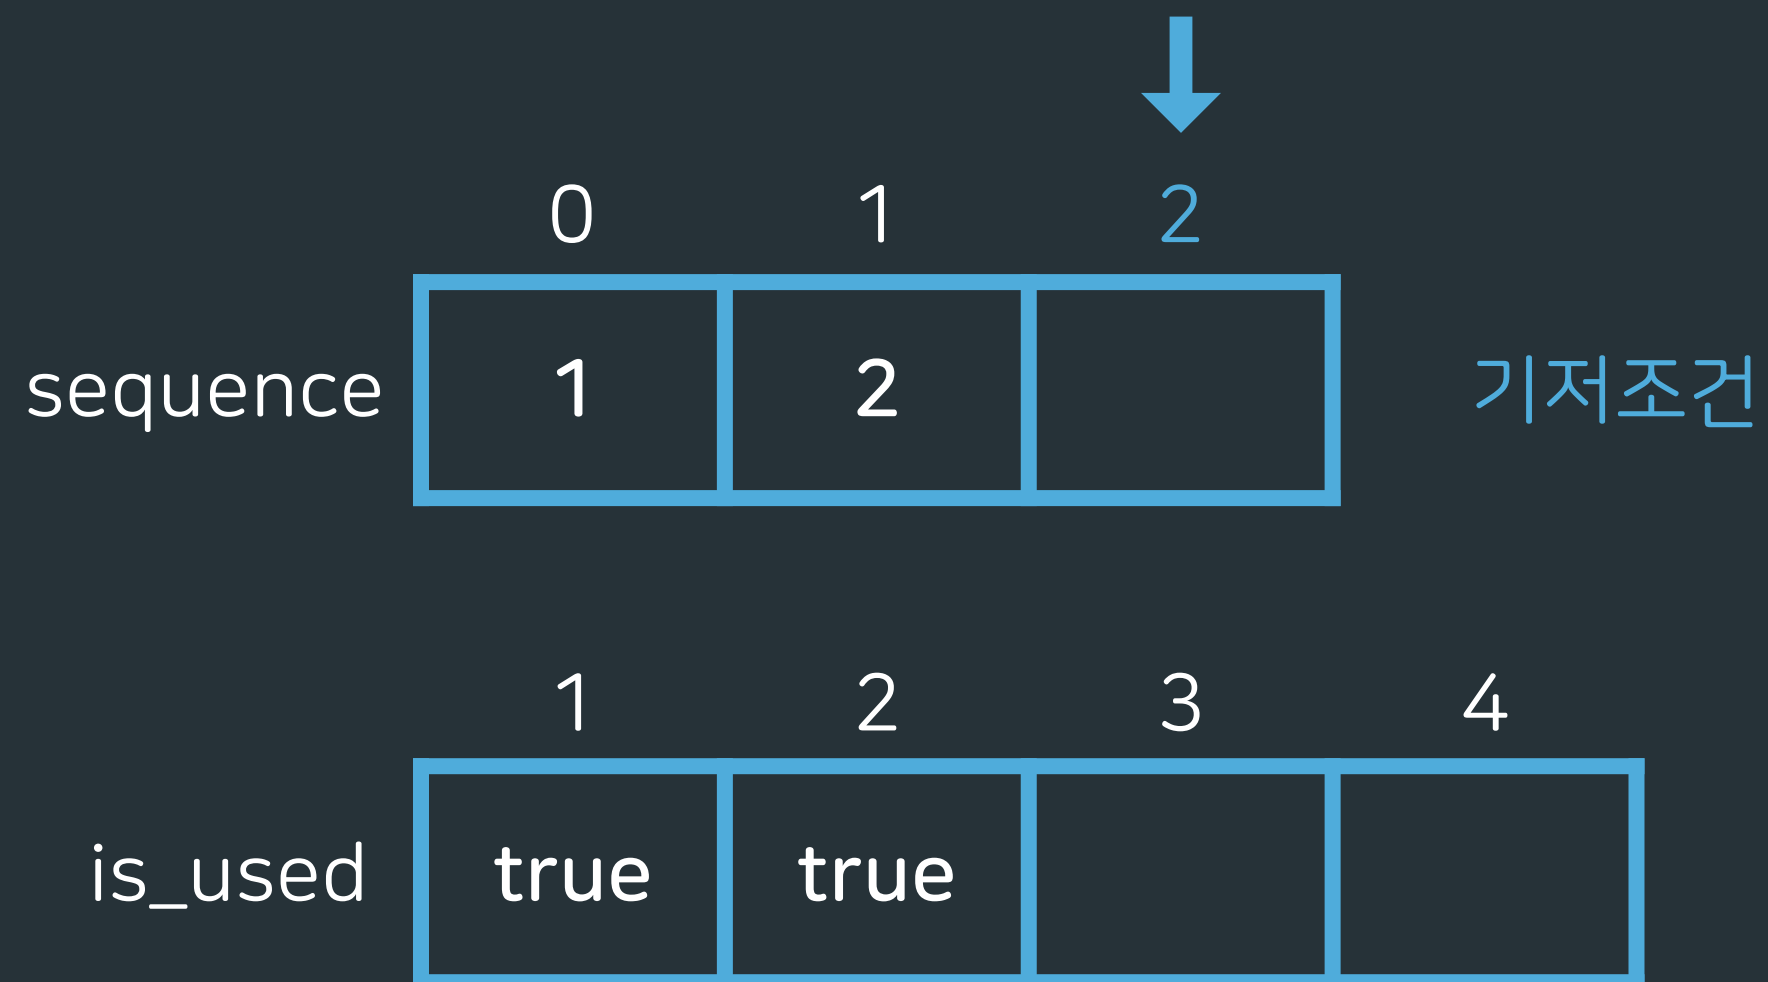 0 1 2
sequence 1 2 기저조건
1 2 3 4
is_used true true